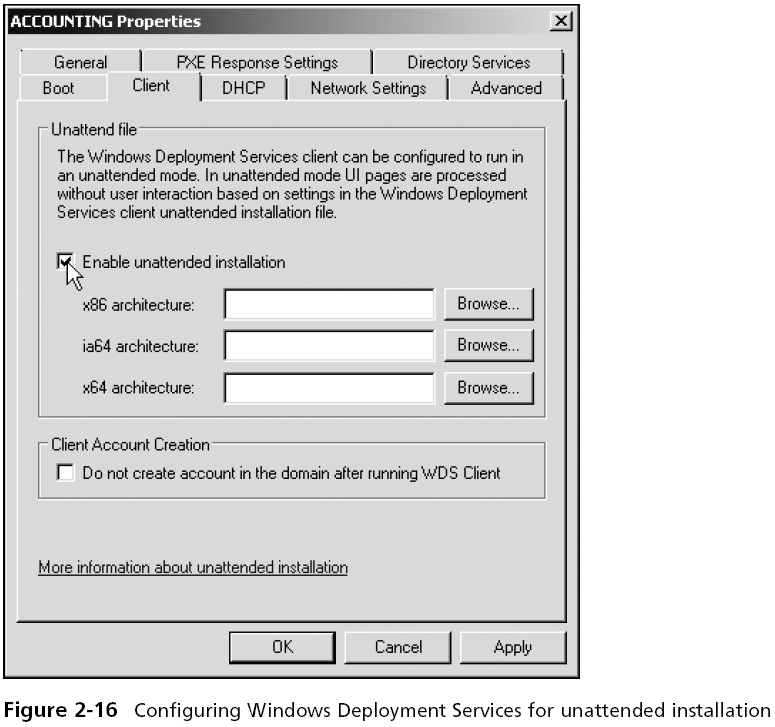 ACCOUNTING Properties
General
PXE Response Settings
Directory Services
Boot
Client
DHCP
Network Settings
Advanced
Unattend file
The Windows Deployment Services client can be configured to run in
an unattended mode. In unattended mode UI pages are processed
without user interaction based on settings in the Windows Deployment
Services client unattended installation file.
Enable unattended installation
x86 architecture:
Browse...
ia64 architecture:
Browse...
x64 architecture:
Browse...
Client Account Creation
Do not create account in the domain after running WDS Client
More information about unattended installation
OK
Cancel
Apply
Figure 2-16 Configuring Windows Deployment Services for unattended installation